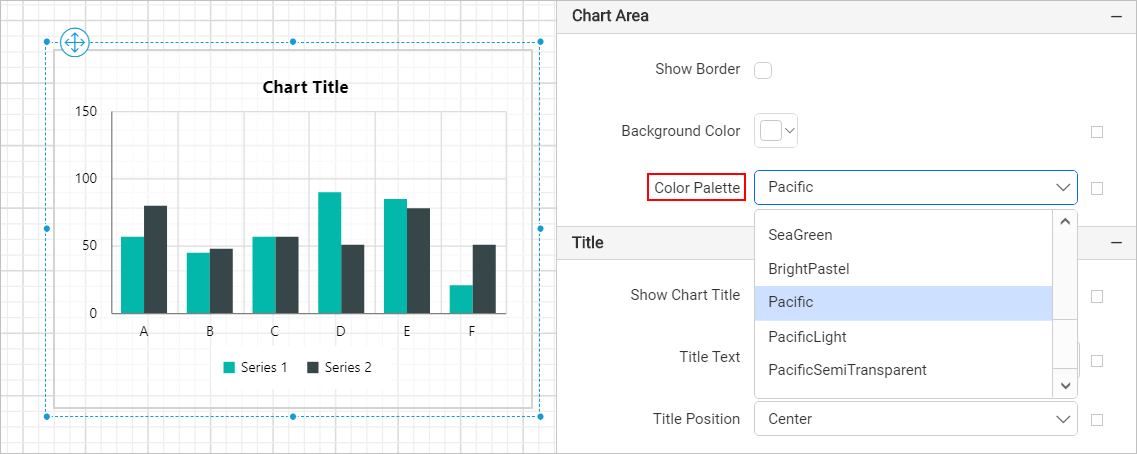 Chart Title
150
100
50
0
A B C D E F
Series 1 Series 2
Chart Area
Show Border
Background Color
Color Palette Pacific
SeaGreen
BrightPastel
Pacific
PacificLight
PacificSemiTransparent
Title
Show Chart Title
Title Text
Title Position Center